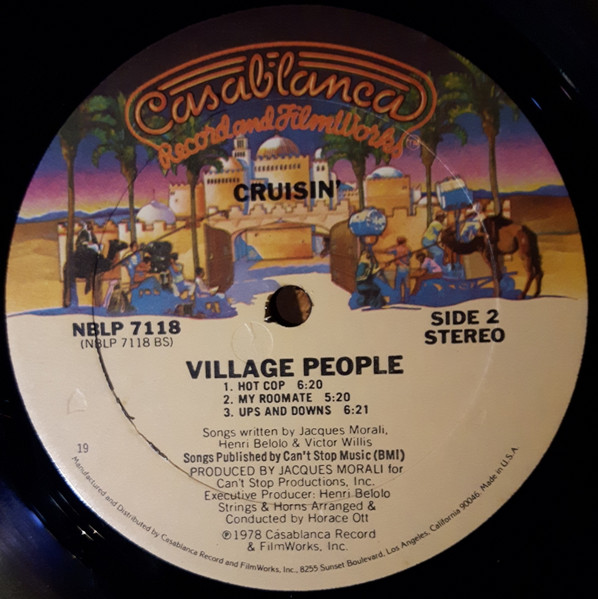 Casablanca
Record and FilmWorks
CRUISIN'
NBLP 7118
(NBLP 7118 BS)
SIDE 2
STEREO
VILLAGE PEOPLE
1. HOT COP 6:20
2. MY ROOMATE 5:20
3. UPS AND DOWNS 6:21
Songs written by Jacques Morali,
Henri Belolo & Victor Willis
Songs Published by Can't Stop Music (BMI)
PRODUCED BY JACQUES MORALI for
Can't Stop Productions, Inc.
Executive Producer: Henri Belolo
Strings & Horns Arranged &
Conducted by Horace Ott
℗1978 Casablanca Record
& FilmWorks, Inc.
19
Manufactured and Distributed by Casablanca Record and FilmWorks, Inc., 8255 Sunset Boulevard, Los Angeles, California 90046. Made in U.S.A.